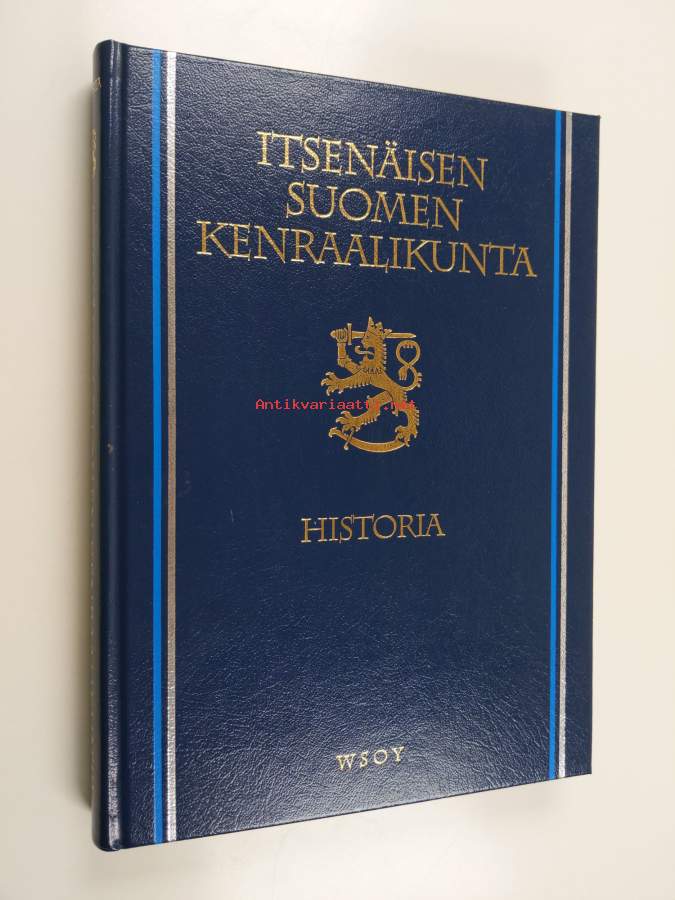 ITSENÄISEN
SUOMEN
KENRAALIKUNTA
Antikvariaatti.net
HISTORIA
WSOY